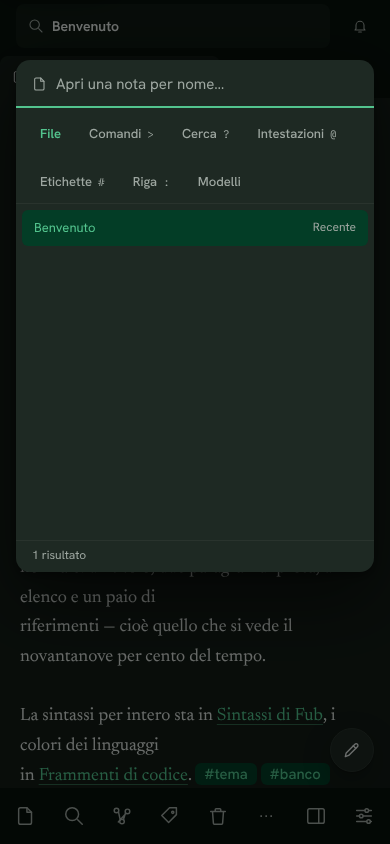 Benvenuto
Apri una nota per nome...
File Comandi > Cerca ? Intestazioni @
Etichette # Riga : Modelli
Benvenuto Recente
1 risultato
elenco e un paio di
riferimenti — cioè quello che si vede il
novantanove per cento del tempo.
La sintassi per intero sta in Sintassi di Fub, i
colori dei linguaggi
in Frammenti di codice. #tema #banco